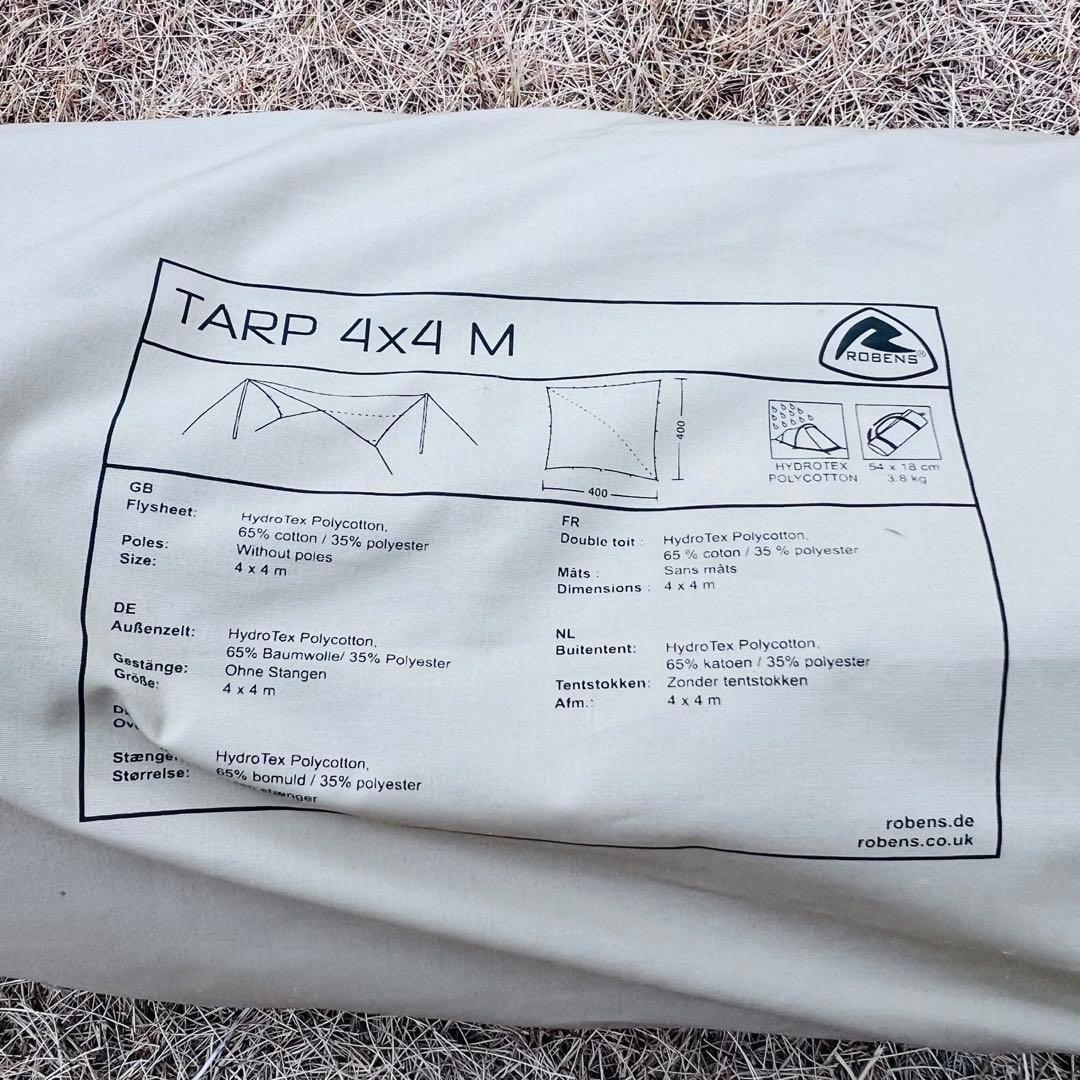 TARP 4x4 M
ROBENS®
400
400
HYDROTEX
POLYCOTTON
54 x 18 cm
3.8 kg
GB
Flysheet: HydroTex Polycotton,
65% cotton / 35% polyester
Poles: Without poles
Size: 4 x 4 m
DE
Außenzelt: HydroTex Polycotton,
65% Baumwolle/ 35% Polyester
Gestänge: Ohne Stangen
Größe: 4 x 4 m
HydroTex Polycotton,
65% bomuld / 35% polyester
Stænge
Størrelse:
stænger
FR
Double toit : HydroTex Polycotton,
65 % coton / 35 % polyester
Mâts : Sans mâts
Dimensions : 4 x 4 m
NL
Buitentent: HydroTex Polycotton,
65% katoen / 35% polyester
Tentstokken: Zonder tentstokken
Afm.: 4 x 4 m
robens.de
robens.co.uk